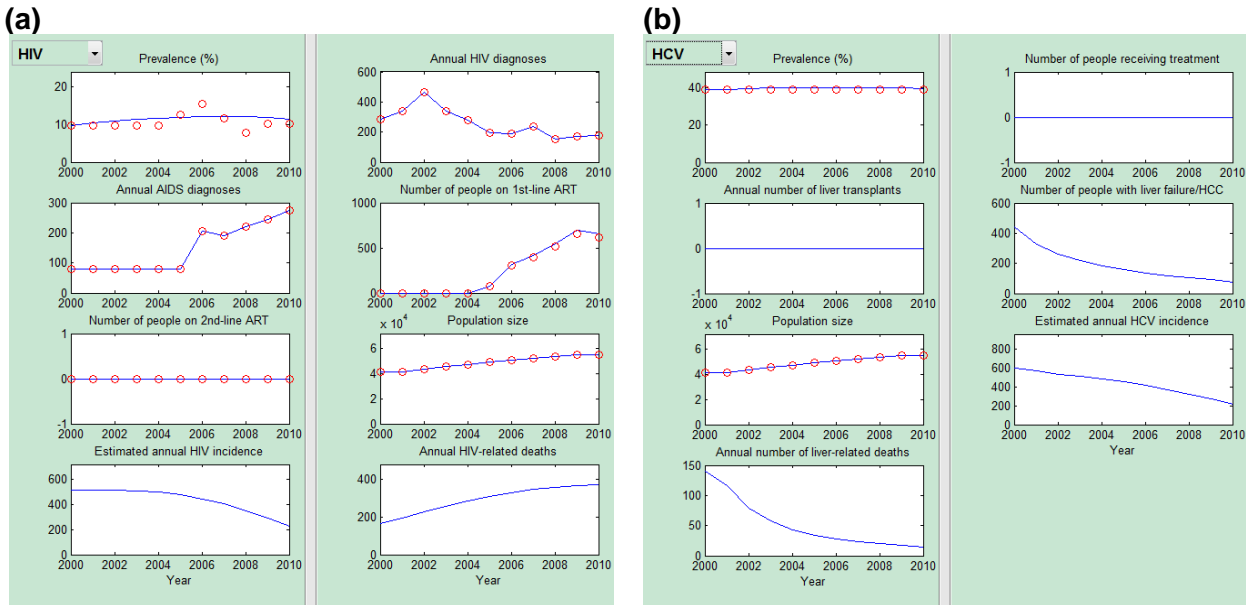 (a)
HIV
Prevalence (%)
20
10
0
2000 2002 2004 2006 2008 2010
Annual HIV diagnoses
600
400
200
0
2000 2002 2004 2006 2008 2010
Annual AIDS diagnoses
300
200
100
0
2000 2002 2004 2006 2008 2010
Number of people on 1st-line ART
1000
500
0
2000 2002 2004 2006 2008 2010
Number of people on 2nd-line ART
1
0
-1
2000 2002 2004 2006 2008 2010
x 10^4
Population size
6
4
2
0
2000 2002 2004 2006 2008 2010
Estimated annual HIV incidence
600
400
200
0
2000 2002 2004 2006 2008 2010
Year
Annual HIV-related deaths
400
200
0
2000 2002 2004 2006 2008 2010
Year
(b)
HCV
Prevalence (%)
40
20
0
2000 2002 2004 2006 2008 2010
Number of people receiving treatment
1
0
-1
2000 2002 2004 2006 2008 2010
Annual number of liver transplants
1
0
-1
2000 2002 2004 2006 2008 2010
Number of people with liver failure/HCC
600
400
200
0
2000 2002 2004 2006 2008 2010
x 10^4
Population size
6
4
2
0
2000 2002 2004 2006 2008 2010
Estimated annual HCV incidence
800
600
400
200
0
2000 2002 2004 2006 2008 2010
Year
Annual number of liver-related deaths
150
100
50
0
2000 2002 2004 2006 2008 2010
Year